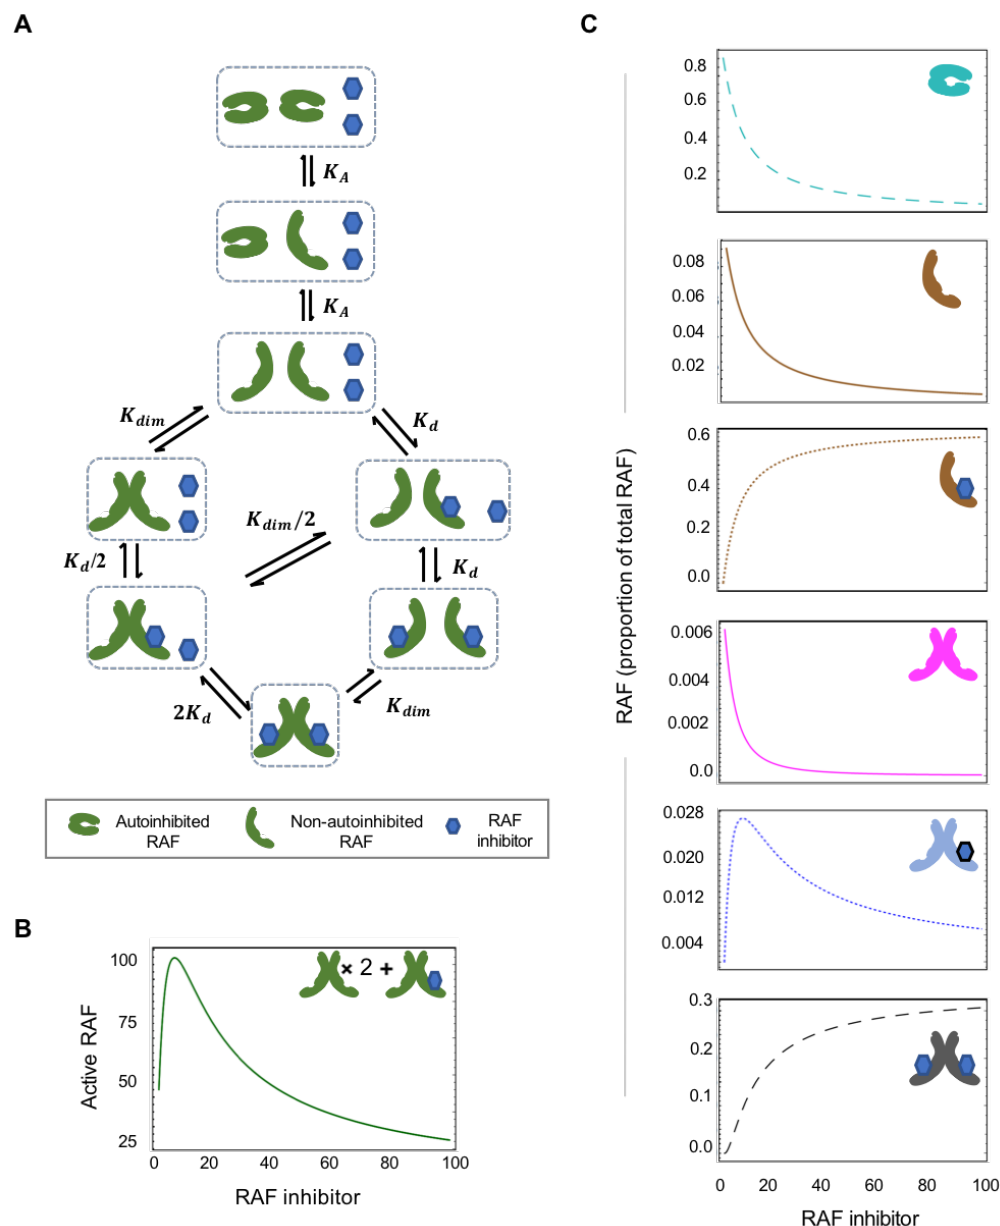 A
K_A
K_A
K_dim
K_d
K_dim/2
K_d/2
K_d
2K_d
K_dim
Autoinhibited
RAF
Non-autoinhibited
RAF
RAF
inhibitor
B
Active RAF
100
75
50
25
× 2 +
0
20
40
60
80
100
RAF inhibitor
C
RAF (proportion of total RAF)
0.8
0.6
0.4
0.2
0.08
0.06
0.04
0.02
0.6
0.4
0.2
0.0
0.006
0.004
0.002
0.0
0.028
0.020
0.012
0.004
0.3
0.2
0.1
0.0
0
20
40
60
80
100
RAF inhibitor